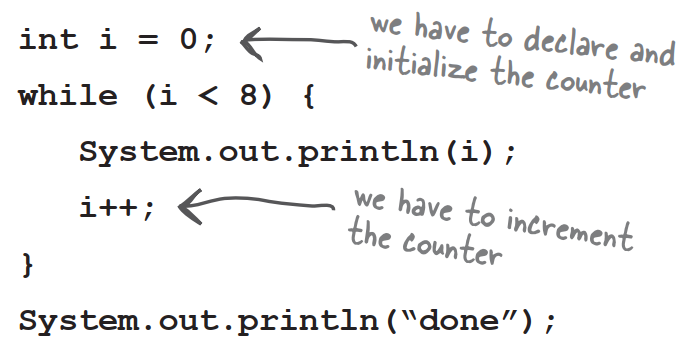 int i = 0;
we have to declare and
initialize the counter
while (i < 8) {
System.out.println(i);
i++;
we have to increment
the counter
}
System.out.println(“done”);